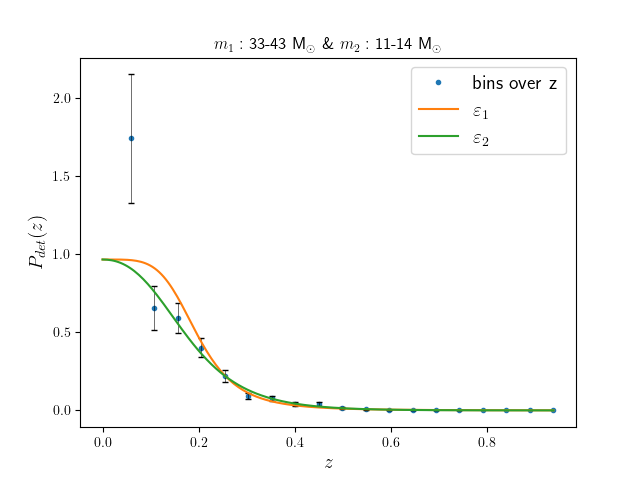 m₁ : 33-43 M☉ & m₂ : 11-14 M☉
bins over z
ε₁
ε₂
P_det(z)
2.0
1.5
1.0
0.5
0.0
0.0 0.2 0.4 0.6 0.8
z